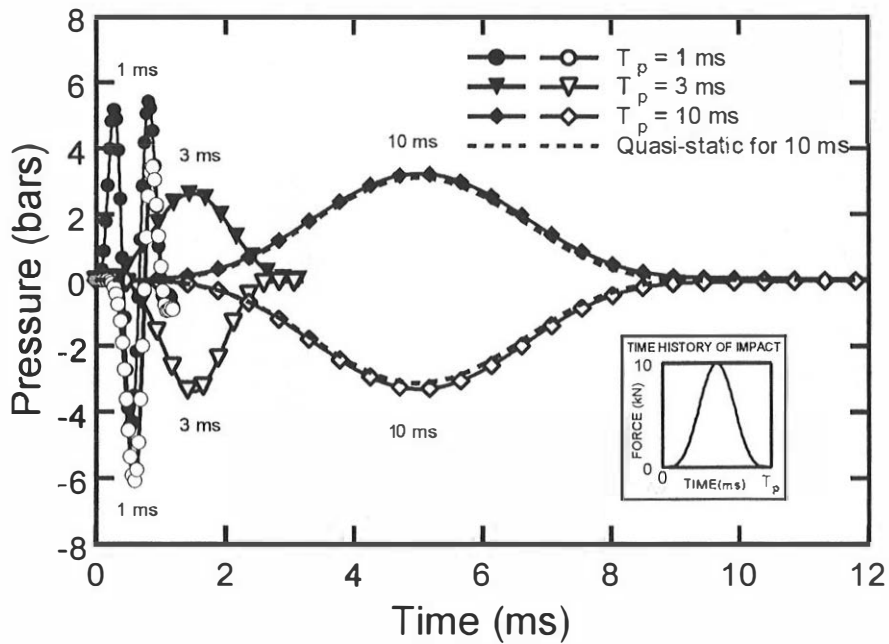 8
6
4
2
0
-2
-4
-6
-8
Pressure (bars)
1 ms
3 ms
10 ms
T p = 1 ms
T p = 3 ms
T p = 10 ms
Quasi-static for 10 ms
3 ms
10 ms
1 ms
TIME HISTORY OF IMPACT
10
FORCE (kN)
0
0
TIME(ms)
T p
0 2 4 6 8 10 12
Time (ms)